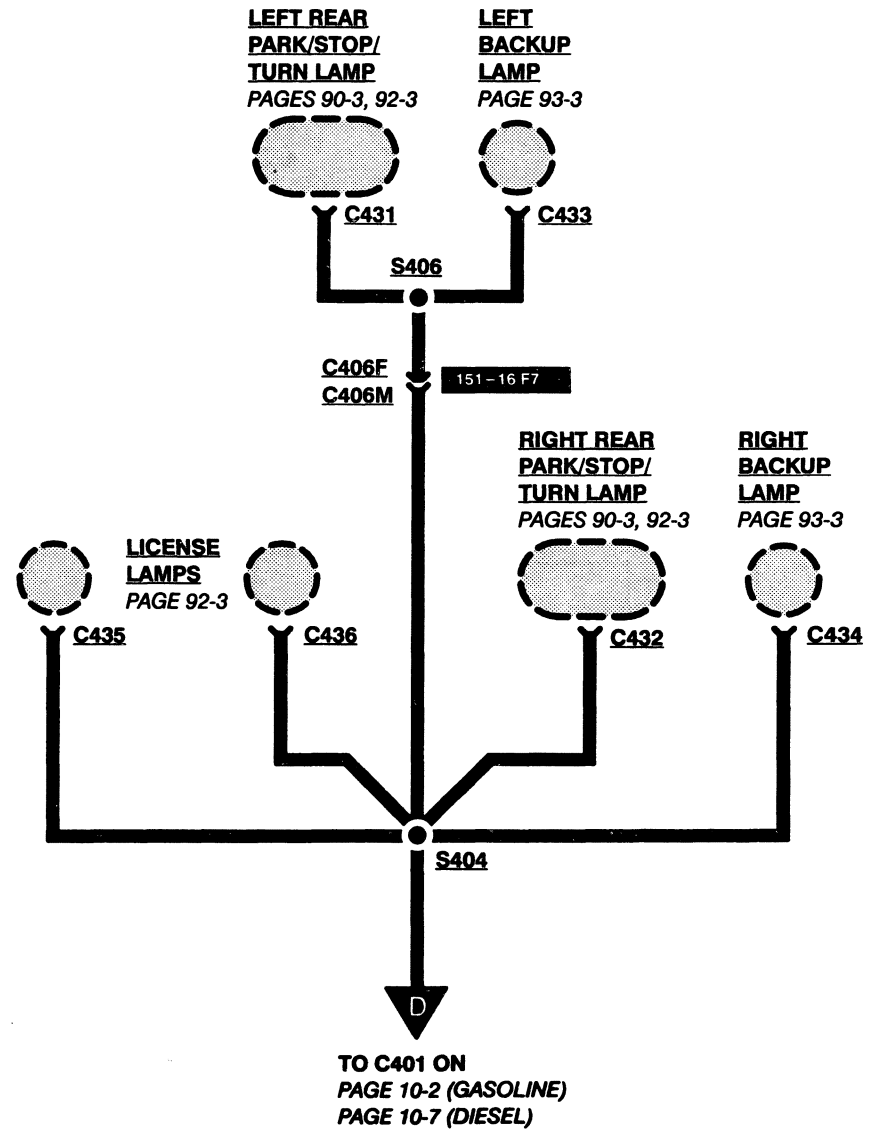 LEFT REAR
PARK/STOP/
TURN LAMP
PAGES 90-3, 92-3
LEFT
BACKUP
LAMP
PAGE 93-3
C431
C433
S406
C406F
C406M
151-16 F7
RIGHT REAR
PARK/STOP/
TURN LAMP
PAGES 90-3, 92-3
RIGHT
BACKUP
LAMP
PAGE 93-3
LICENSE
LAMPS
PAGE 92-3
C435
C436
C432
C434
S404
D
TO C401 ON
PAGE 10-2 (GASOLINE)
PAGE 10-7 (DIESEL)